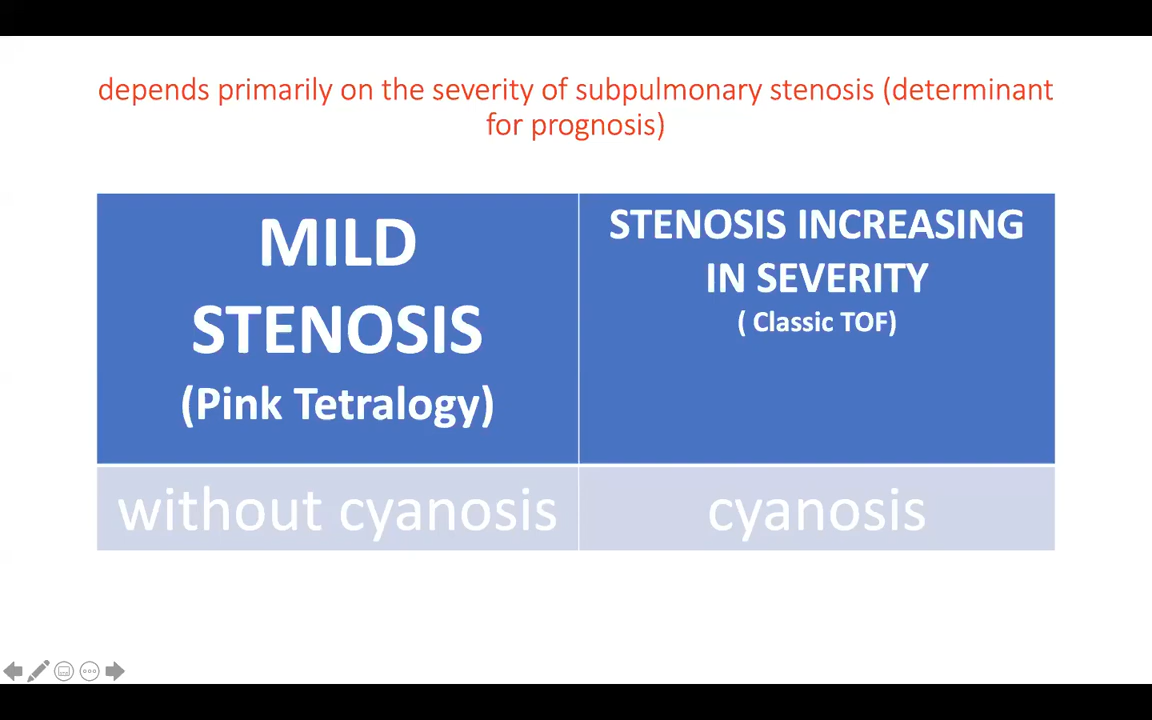 depends primarily on the severity of subpulmonary stenosis (determinant
for prognosis)
MILD
STENOSIS
(Pink Tetralogy)
STENOSIS INCREASING
IN SEVERITY
( Classic TOF)
without cyanosis
cyanosis